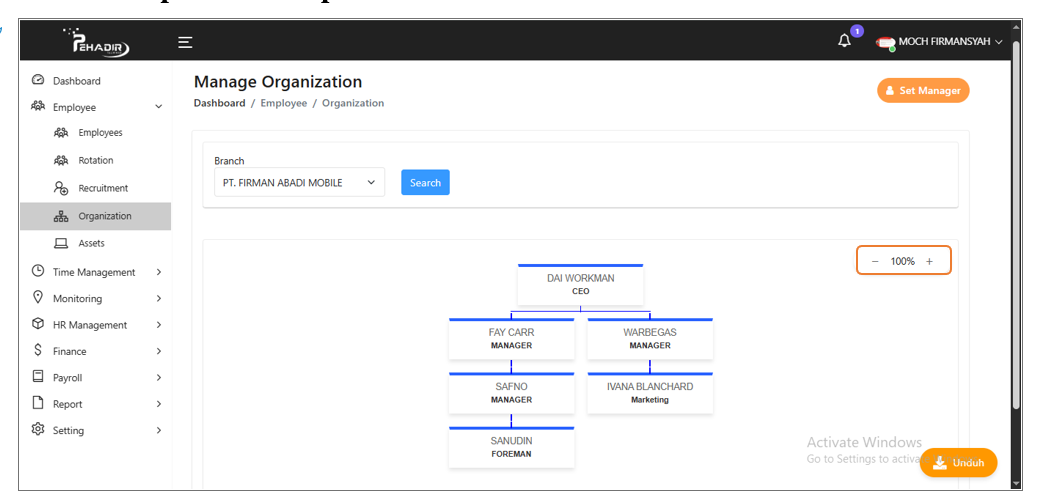 PEHADIR
1
MOCH FIRMANSYAH
Dashboard
Employee
Employees
Rotation
Recruitment
Organization
Assets
Time Management
Monitoring
HR Management
Finance
Payroll
Report
Setting
Manage Organization
Dashboard / Employee / Organization
Set Manager
Branch
PT. FIRMAN ABADI MOBILE
Search
− 100% +
DAI WORKMAN
CEO
FAY CARR
MANAGER
WARBEGAS
MANAGER
SAFNO
MANAGER
IVANA BLANCHARD
Marketing
SANUDIN
FOREMAN
Activate Windows
Go to Settings to activa
Unduh